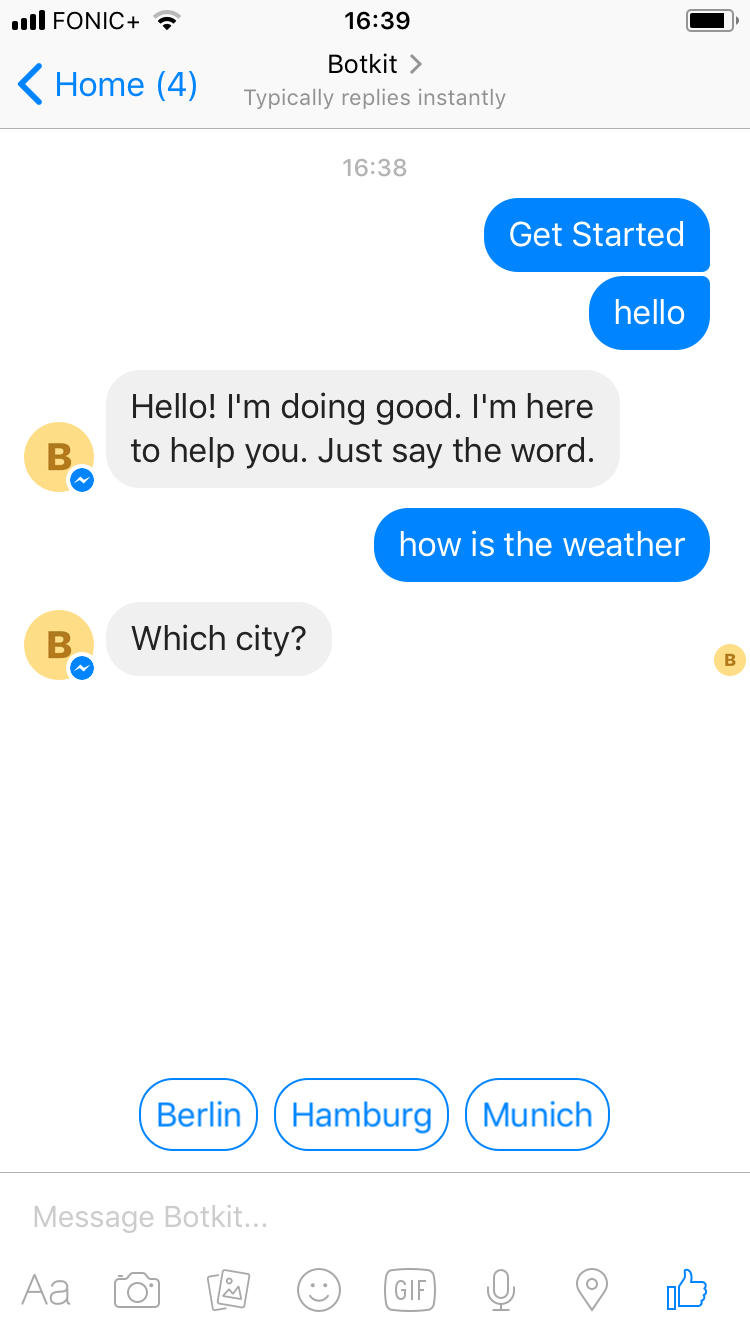 FONIC+ 16:39
Botkit
Home (4)
Typically replies instantly
16:38
Get Started
hello
Hello! I'm doing good. I'm here
to help you. Just say the word.
B
how is the weather
Which city?
B
B
Berlin Hamburg Munich
Message Botkit...
Aa GIF